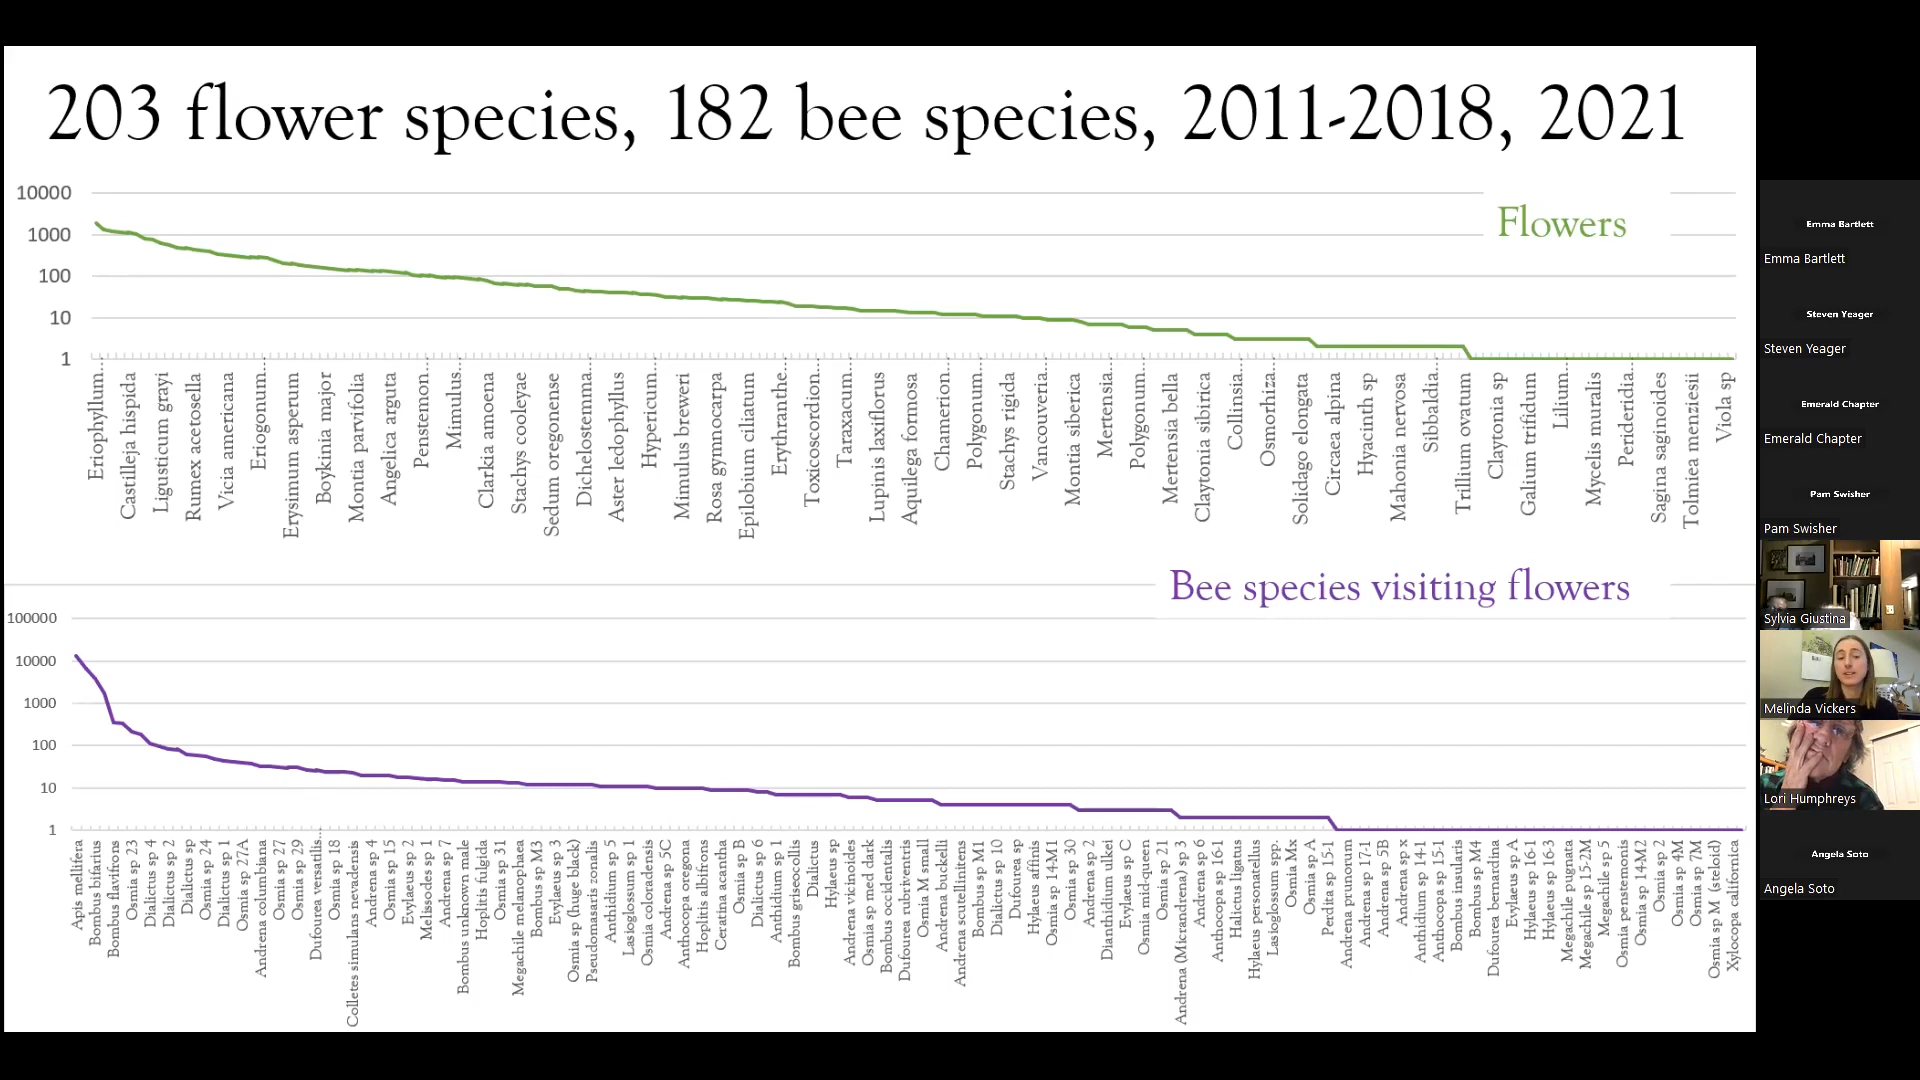 203 flower species, 182 bee species, 2011-2018, 2021
Flowers
10000
1000
100
10
1
Eriophyllum...
Castilleja hispida
Ligusticum grayi
Rumex acetosella
Vicia americana
Eriogonum...
Erysimum asperum
Boykinia major
Montia parvifolia
Angelica arguta
Penstemon...
Mimulus...
Clarkia amoena
Stachys cooleyae
Sedum oregonense
Dichelostemma...
Aster ledophyllus
Hypericum...
Mimulus breweri
Rosa gymnocarpa
Epilobium ciliatum
Erythranthe...
Toxicoscordion...
Taraxacum...
Lupinis laxiflorus
Aquilega formosa
Chamerion...
Polygonum...
Stachys rigida
Vancouveria...
Montia siberica
Mertensia...
Polygonum...
Mertensia bella
Claytonia sibirica
Collinsia...
Osmorhiza...
Solidago elongata
Circaea alpina
Hyacinth sp
Mahonia nervosa
Sibbaldia...
Trillium ovatum
Claytonia sp
Galium trifidum
Lilium...
Mycelis muralis
Perideridia...
Sagina saginoides
Tolmiea menziesii
Viola sp
Bee species visiting flowers
100000
10000
1000
100
10
1
Apis mellifera
Bombus bifarius
Bombus flavifrons
Osmia sp 23
Dialictus sp 4
Dialictus sp 2
Dialictus sp
Osmia sp 24
Dialictus sp 1
Osmia sp 27A
Andrena columbiana
Osmia sp 27
Osmia sp 29
Dufourea versatilis...
Osmia sp 18
Colletes simulans nevadensis
Andrena sp 4
Osmia sp 15
Evylaeus sp 2
Melissodes sp 1
Andrena sp 7
Bombus unknown male
Hoplitis fulgida
Osmia sp 31
Megachile melanophaea
Bombus sp M3
Evylaeus sp 3
Osmia sp (huge black)
Pseudomasaris zonalis
Anthidium sp 5
Lasioglossum sp 1
Osmia coloradensis
Andrena sp 5C
Anthocopa oregona
Hoplitis albifrons
Ceratina acantha
Osmia sp B
Dialictus sp 6
Anthidium sp 1
Bombus griseocollis
Dialictus
Hylaeus sp
Andrena vicinoides
Osmia sp med dark
Bombus occidentalis
Dufourea rubriventris
Osmia M small
Andrena buckelli
Andrena scutellinitens
Bombus sp M1
Dialictus sp 10
Dufourea sp
Hylaeus affinis
Osmia sp 14-M1
Osmia sp 30
Andrena sp 2
Dianthidium ulkei
Evylaeus sp C
Osmia mid-queen
Osmia sp 21
Andrena (Micrandrena) sp 3
Andrena sp 6
Anthocopa sp 16-1
Halictus ligatus
Hylaeus personatellus
Lasioglossum spp.
Osmia Mx
Osmia sp A
Perdita sp 15-1
Andrena prunorum
Andrena sp 17-1
Andrena sp 5B
Andrena sp x
Anthidium sp 14-1
Anthocopa sp 15-1
Bombus insularis
Bombus sp M4
Dufourea bernardina
Evylaeus sp A
Hylaeus sp 16-1
Hylaeus sp 16-3
Megachile pugnata
Megachile sp 15-2M
Megachile sp 5
Osmia penstemonis
Osmia sp 14-M2
Osmia sp 2
Osmia sp 4M
Osmia sp 7M
Osmia sp M (steloid)
Xylocopa californica
Emma Bartlett
Emma Bartlett
Steven Yeager
Steven Yeager
Emerald Chapter
Emerald Chapter
Pam Swisher
Pam Swisher
Sylvia Giustina
Melinda Vickers
Lori Humphreys
Angela Soto
Angela Soto